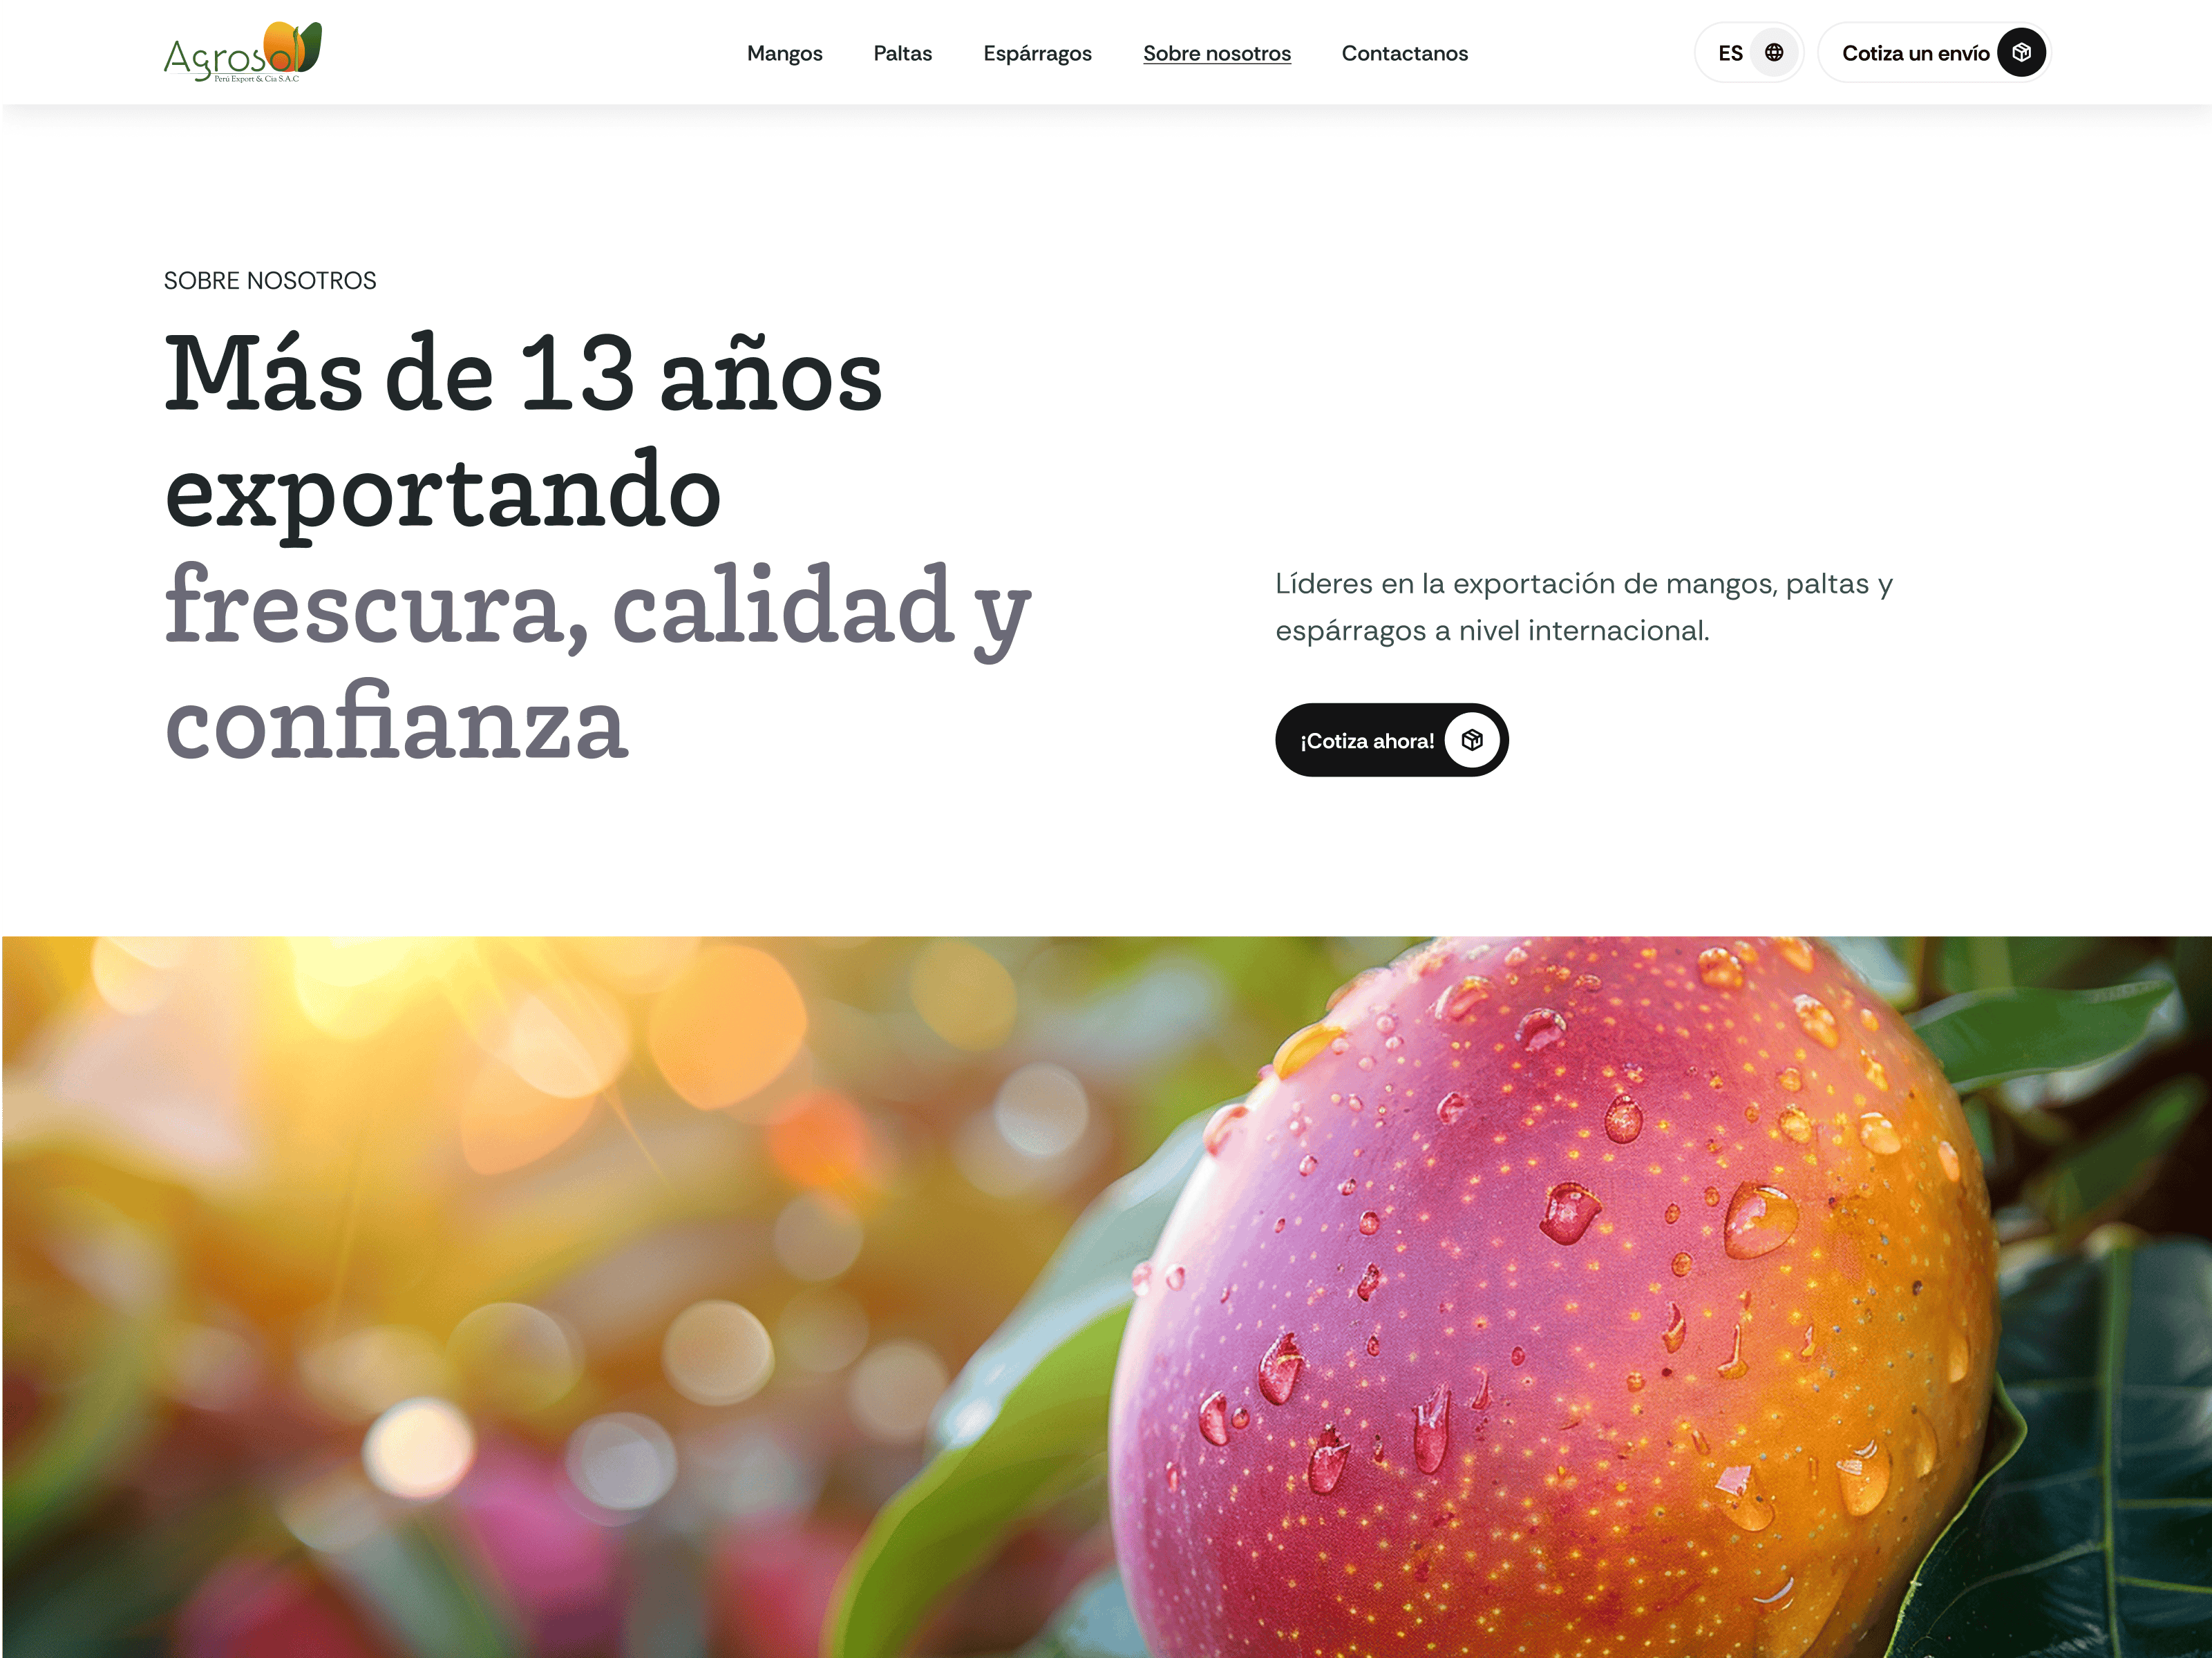 Agrosol
Perú Export & Cia S.A.C
Mangos
Paltas
Espárragos
Sobre nosotros
Contactanos
ES
Cotiza un envío
SOBRE NOSOTROS
Más de 13 años
exportando
frescura, calidad y
confianza
Líderes en la exportación de mangos, paltas y
espárragos a nivel internacional.
¡Cotiza ahora!